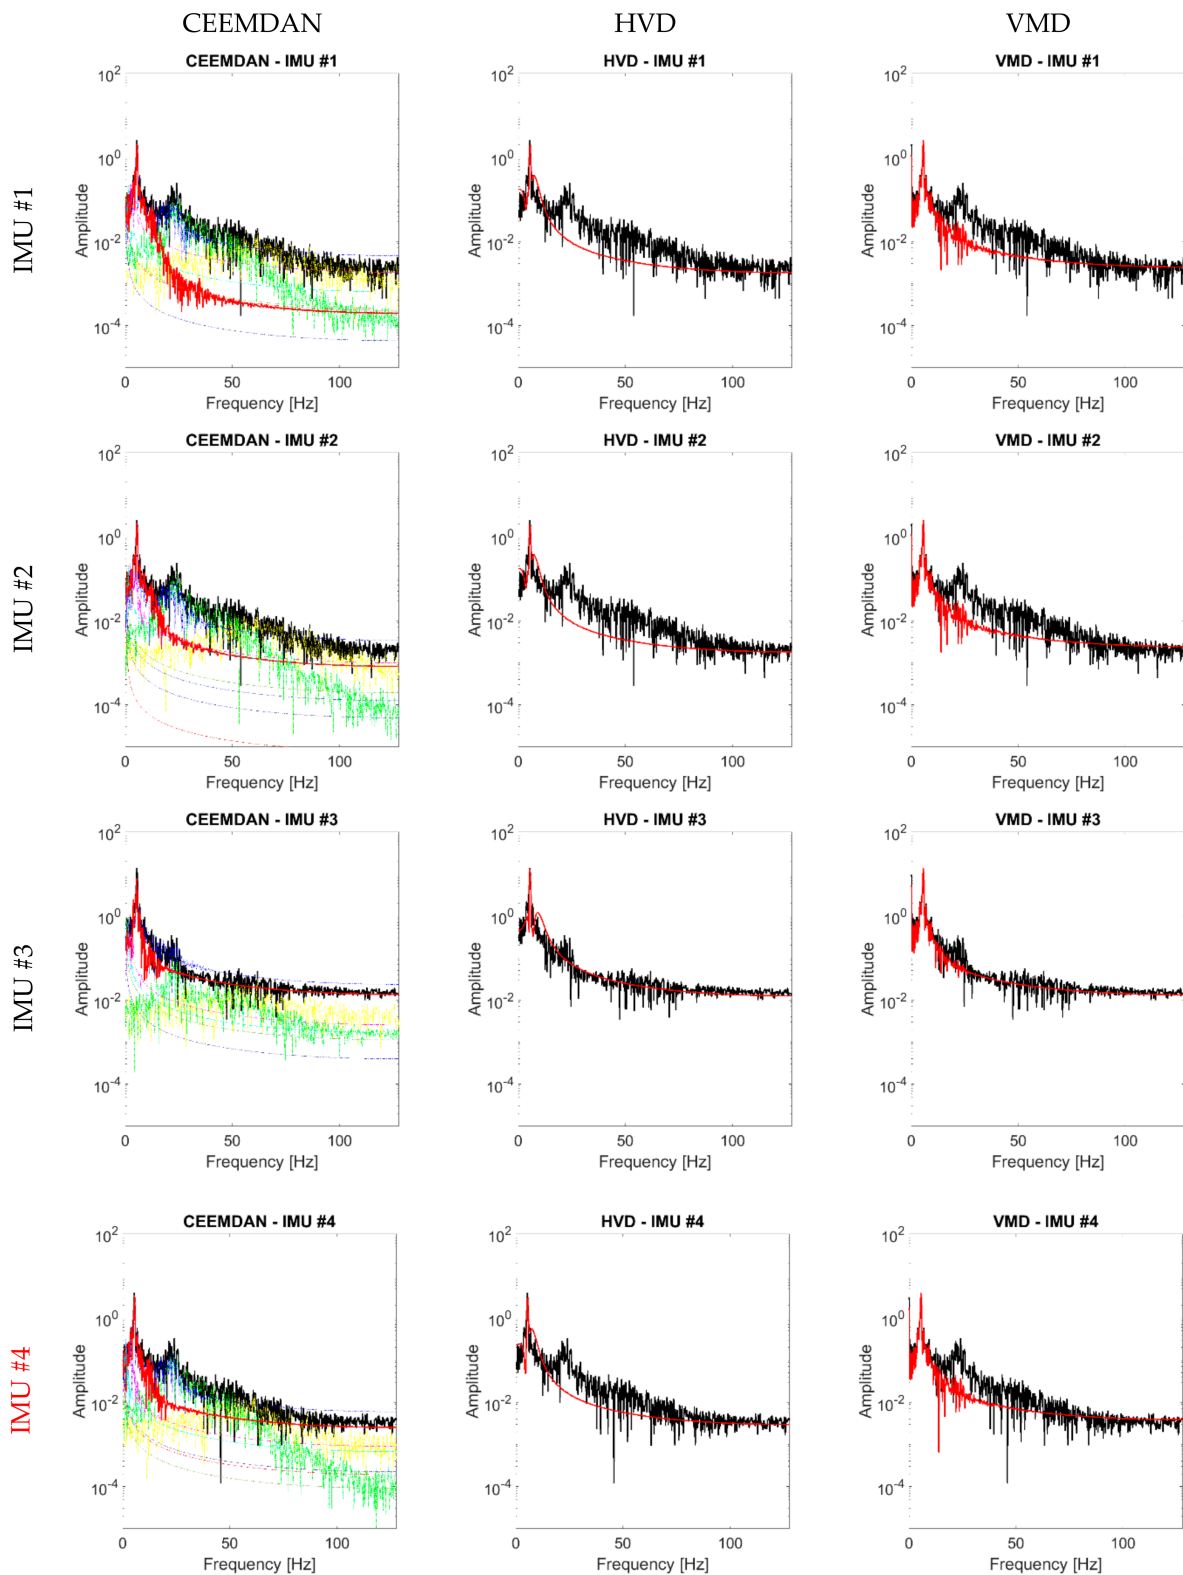 CEEMDAN HVD VMD
IMU #1
CEEMDAN - IMU #1
10^2
10^0
10^-2
10^-4
Amplitude
0 50 100
Frequency [Hz]
HVD - IMU #1
10^2
10^0
10^-2
10^-4
Amplitude
0 50 100
Frequency [Hz]
VMD - IMU #1
10^2
10^0
10^-2
10^-4
Amplitude
0 50 100
Frequency [Hz]
IMU #2
CEEMDAN - IMU #2
10^2
10^0
10^-2
10^-4
Amplitude
0 50 100
Frequency [Hz]
HVD - IMU #2
10^2
10^0
10^-2
10^-4
Amplitude
0 50 100
Frequency [Hz]
VMD - IMU #2
10^2
10^0
10^-2
10^-4
Amplitude
0 50 100
Frequency [Hz]
IMU #3
CEEMDAN - IMU #3
10^2
10^0
10^-2
10^-4
Amplitude
0 50 100
Frequency [Hz]
HVD - IMU #3
10^2
10^0
10^-2
10^-4
Amplitude
0 50 100
Frequency [Hz]
VMD - IMU #3
10^2
10^0
10^-2
10^-4
Amplitude
0 50 100
Frequency [Hz]
IMU #4
CEEMDAN - IMU #4
10^2
10^0
10^-2
10^-4
Amplitude
0 50 100
Frequency [Hz]
HVD - IMU #4
10^2
10^0
10^-2
10^-4
Amplitude
0 50 100
Frequency [Hz]
VMD - IMU #4
10^2
10^0
10^-2
10^-4
Amplitude
0 50 100
Frequency [Hz]